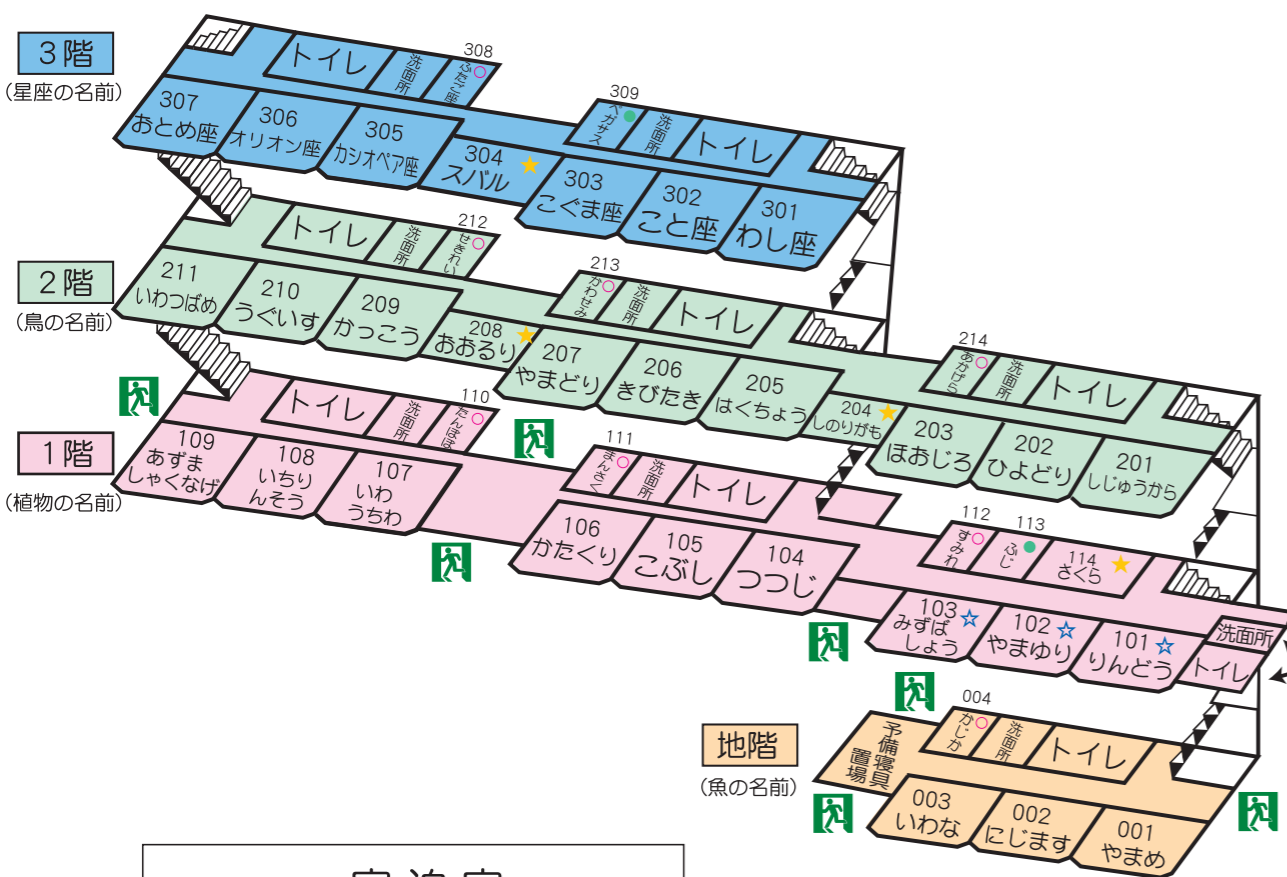 3階
(星座の名前)
トイレ
洗面所
308
ふたご座
309
ペガサス
洗面所
トイレ
307
おとめ座
306
オリオン座
305
カシオペア座
304
スバル
303
こぐま座
302
こと座
301
わし座
2階
(鳥の名前)
トイレ
洗面所
212
せきれい
213
かわせみ
洗面所
トイレ
214
あかげら
洗面所
トイレ
211
いわつばめ
210
うぐいす
209
かっこう
208
おおるり
207
やまどり
206
きびたき
205
はくちょう
204
しのりがも
203
ほおじろ
202
ひよどり
201
しじゅうから
1階
(植物の名前)
トイレ
洗面所
110
たんぽぽ
111
まんさく
洗面所
トイレ
112
すみれ
113
ふじ
114
さくら
109
あずま
しゃくなげ
108
いちり
んそう
107
いわ
うちわ
106
かたくり
105
こぶし
104
つつじ
103
みずば
しょう
102
やまゆり
101
りんどう
洗面所
トイレ
地階
(魚の名前)
予備寝具
置場
004
かじか
洗面所
トイレ
003
いわな
002
にじます
001
やまめ
宿泊室